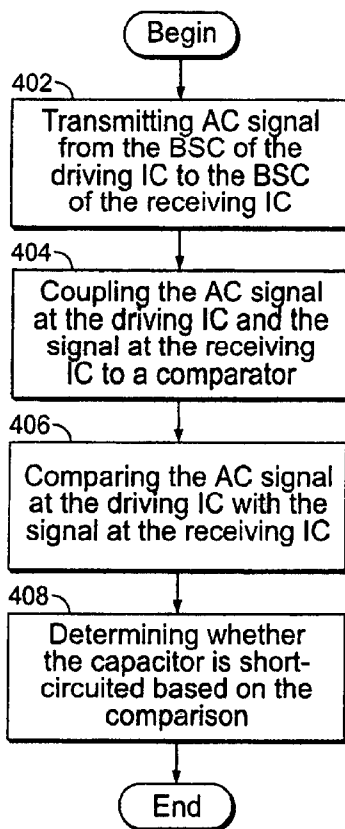 Begin
402
Transmitting AC signal
from the BSC of the
driving IC to the BSC
of the receiving IC
404
Coupling the AC signal
at the driving IC and the
signal at the receiving
IC to a comparator
406
Comparing the AC signal
at the driving IC with the
signal at the receiving IC
408
Determining whether
the capacitor is short-
circuited based on the
comparison
End